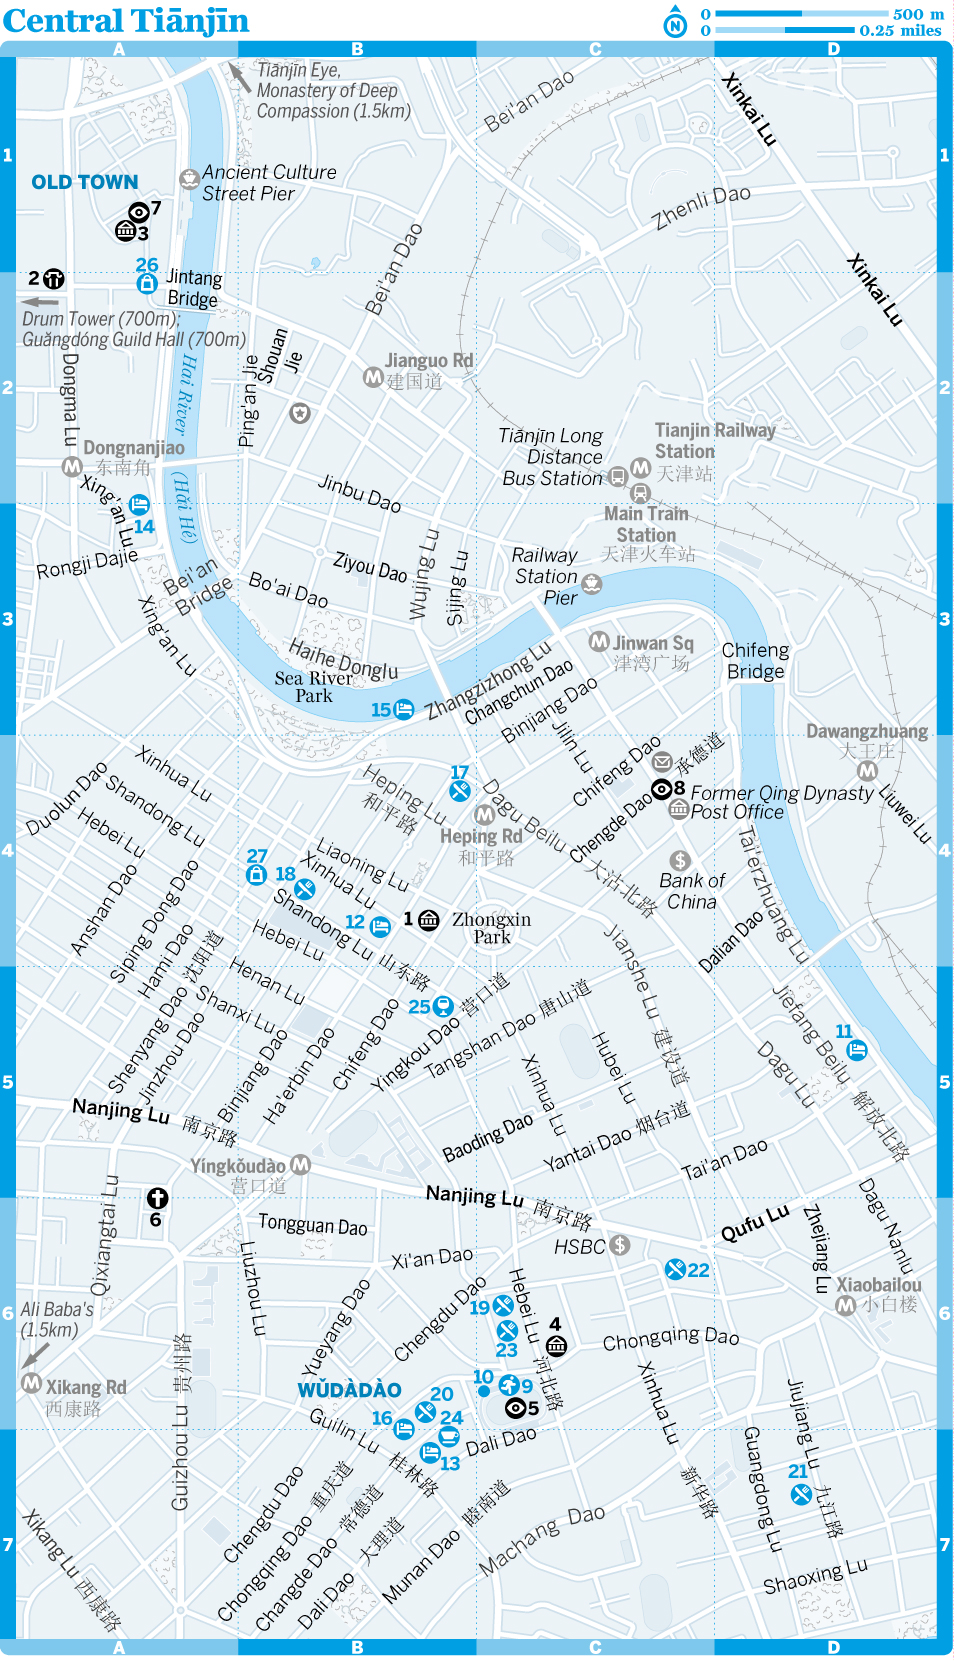 Central Tiānjīn
N
0 500 m
0 0.25 miles
A B C D
Tiānjīn Eye,
Monastery of Deep
Compassion (1.5km)
Bei'an Dao
Xinkai Lu
1 1
OLD TOWN
Ancient Culture
Street Pier
7
3
Zhenli Dao
Bei'an Dao
Xinkai Lu
26
2
Jintang
Bridge
Drum Tower (700m);
Guǎngdóng Guild Hall (700m)
Dongma Lu
Hai River (Hǎi Hé)
Ping'an Jie
Shouan
Jie
Jianguo Rd
建国道
2 2
Dongnanjiao
东南角
Tiānjīn Long
Distance
Bus Station
Tianjin Railway
Station
天津站
Xing'an Lu
14
Jinbu Dao
Main Train
Station
天津火车站
Rongji Dajie
Bei'an
Bridge
Ziyou Dao
Bo'ai Dao
Wujing Lu
Sijing Lu
Railway
Station
Pier
3 3
Xing'an Lu
Haihe Donglu
Sea River
Park
15
Zhangzizhong Lu
Changchun Dao
Binjiang Dao
Jinwan Sq
津湾广场
Chifeng
Bridge
Jilin Lu
Dawangzhuang
大王庄
Xinhua Lu
Duolun Dao
Shandong Lu
Hebei Lu
Heping Lu
和平路
17
Dagu Beilu 大沽北路
Chifeng Dao
Chengde Dao 承德道
8
Former Qing Dynasty
Post Office
Liuwei Lu
Heping Rd
和平路
4 4
Liaoning Lu
Xinhua Lu
27
18
Shandong Lu 山东路
Hebei Lu
12
1
Zhongxin
Park
Bank of
China
Tai'erzhuang Lu
Dalian Dao
Anshan Dao
Siping Dong Dao
Hami Dao
Shenyang Dao 沈阳道
Henan Lu
Shanxi Lu
Jinzhou Dao
Binjiang Dao
Ha'erbin Dao
Chifeng Dao
25
Yingkou Dao 营口道
Tangshan Dao 唐山道
Jianshe Lu 建设道
Xinhua Lu
Hubei Lu
Jiefang Beilu 解放北路
Dagu Lu
11
5 5
Nanjing Lu 南京路
Baoding Dao
Yantai Dao 烟台道
Tai'an Dao
Yíngkǒudào
营口道
6
Nanjing Lu 南京路
Qixiangtai Lu
Tongguan Dao
Xi'an Dao
HSBC
Qufu Lu
Zhejiang Lu
Dagu Nanlu
22
Xiaobailou
小白楼
Liuzhou Lu
Yueyang Dao
Chengdu Dao
19
23
Hebei Lu 河北路
4
Chongqing Dao
6 6
Ali Baba's
(1.5km)
Xikang Rd
西康路
Guizhou Lu 贵州路
WǓDÀDÀO
10
9
5
20
16
24
13
Guilin Lu 桂林路
Dali Dao
Xinhua Lu 新华路
Jiujiang Lu 九江路
Guangdong Lu
21
Xikang Lu 西康路
Chengdu Dao
Chongqing Dao 重庆道
Changde Dao 常德道
Dali Dao 大理道
Munan Dao 睦南道
Machang Dao
Shaoxing Lu
7 7
A B C D